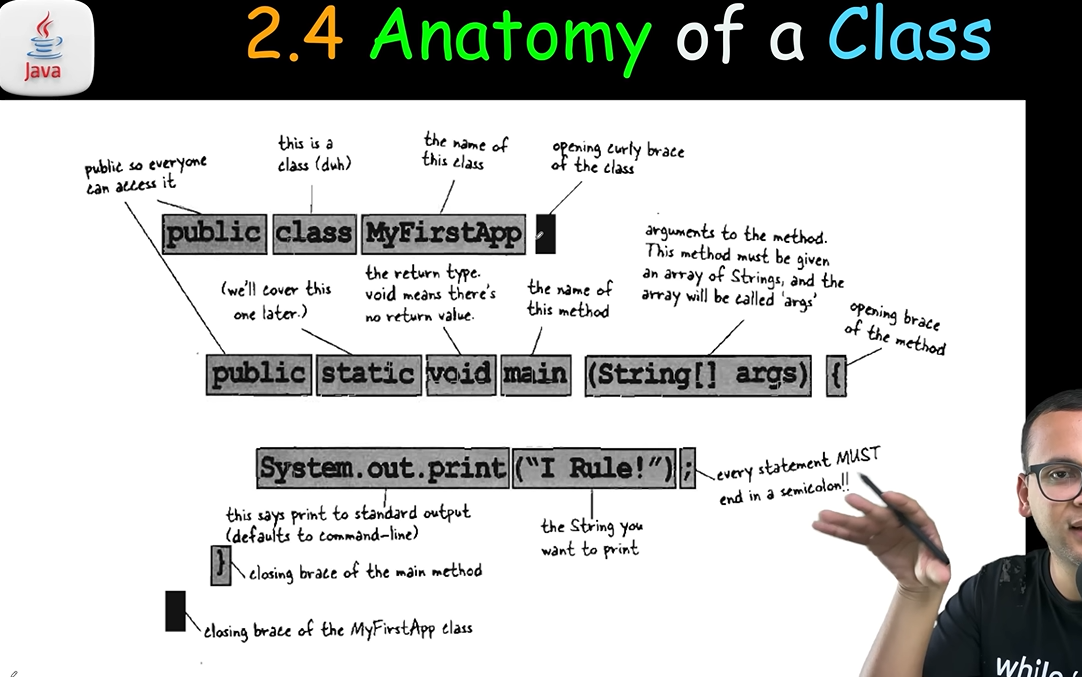 Java
2.4 Anatomy of a Class
public so everyone
can access it
this is a
class (duh)
the name of
this class
opening curly brace
of the class
public class MyFirstApp
(we'll cover this
one later.)
the return type.
void means there's
no return value.
the name of
this method
arguments to the method.
This method must be given
an array of Strings, and the
array will be called 'args'
opening brace
of the method
public static void main (String[] args) {
System.out.print ("I Rule!") ;
every statement MUST
end in a semicolon!!
this says print to standard output
(defaults to command-line)
the String you
want to print
} closing brace of the main method
closing brace of the MyFirstApp class
while